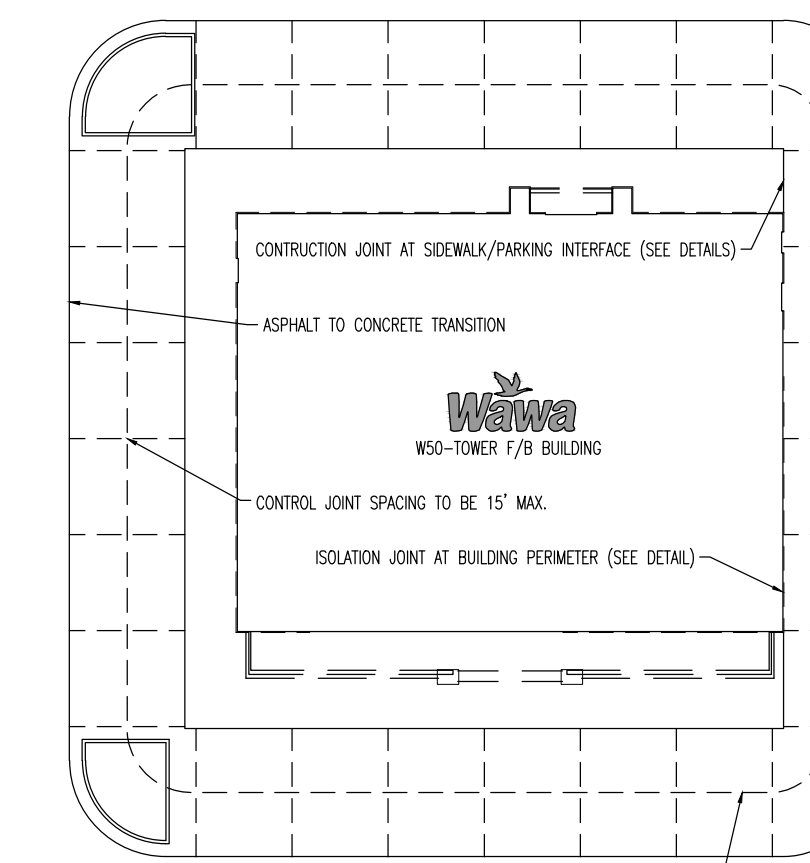 CONTRUCTION JOINT AT SIDEWALK/PARKING INTERFACE (SEE DETAILS)
ASPHALT TO CONCRETE TRANSITION
Wawa
W50-TOWER F/B BUILDING
CONTROL JOINT SPACING TO BE 15' MAX.
ISOLATION JOINT AT BUILDING PERIMETER (SEE DETAIL)